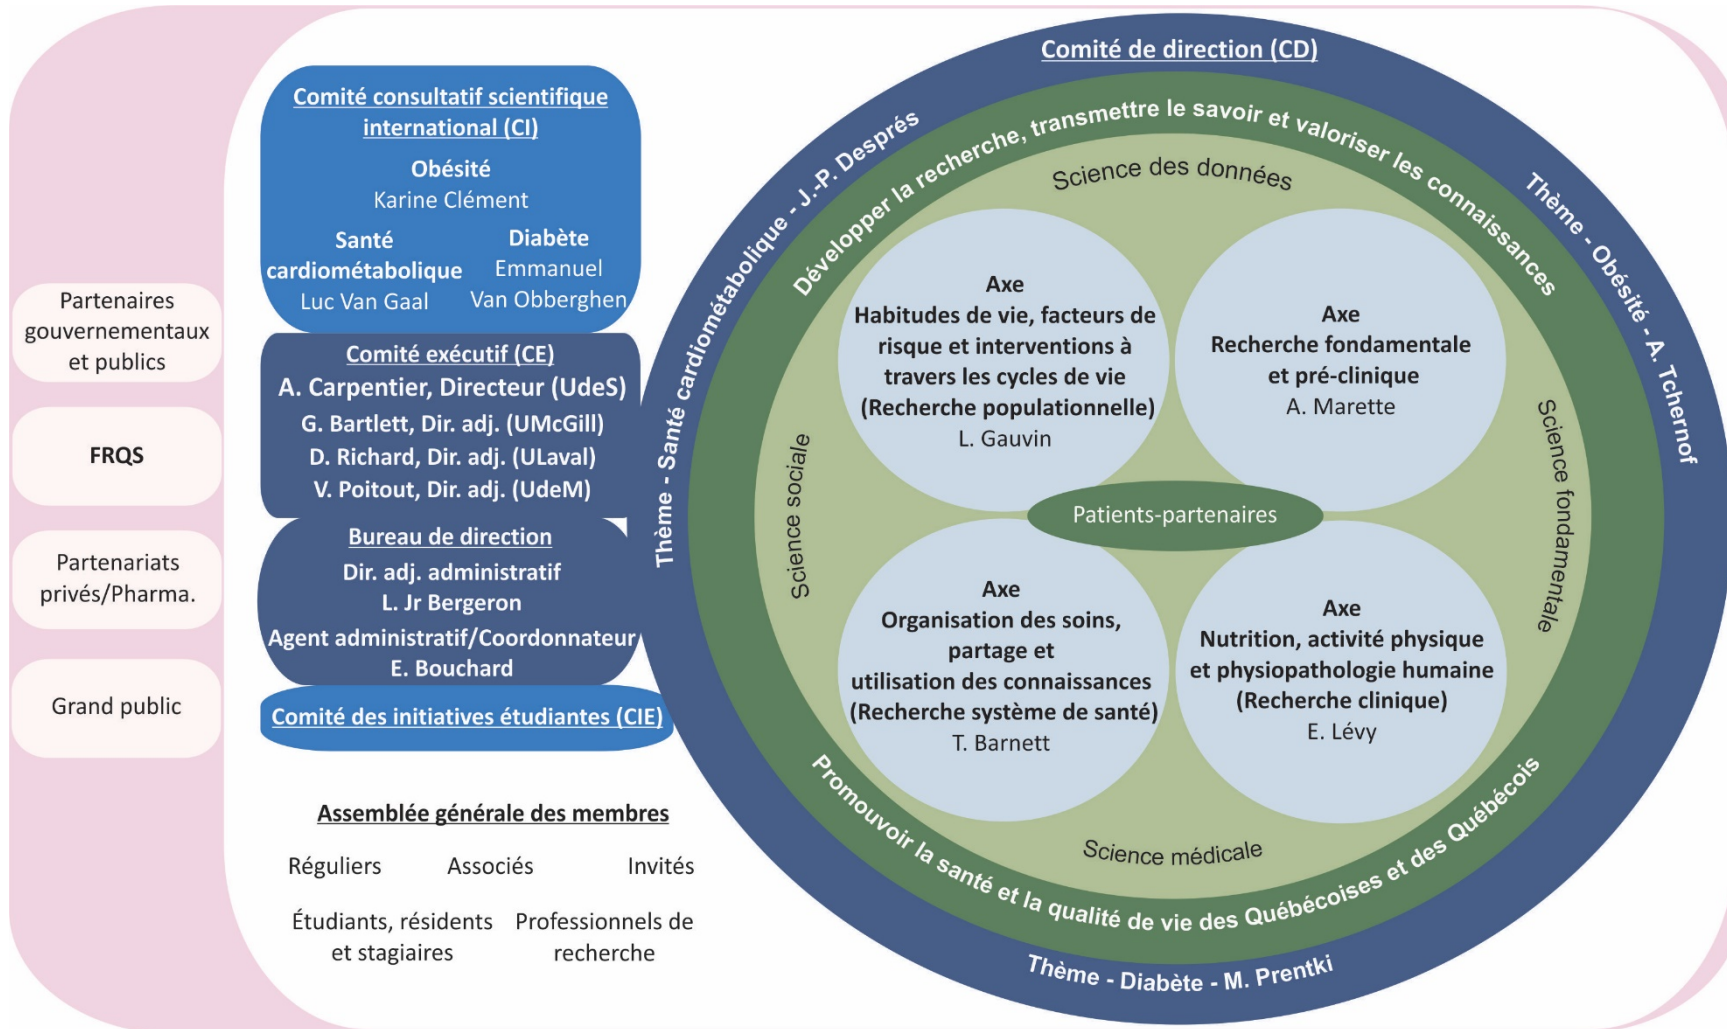 Partenaires
gouvernementaux
et publics
FRQS
Partenariats
privés/Pharma.
Grand public
Comité consultatif scientifique
international (CI)
Obésité
Karine Clément
Santé
cardiométabolique
Luc Van Gaal
Diabète
Emmanuel
Van Obberghen
Comité exécutif (CE)
A. Carpentier, Directeur (UdeS)
G. Bartlett, Dir. adj. (UMcGill)
D. Richard, Dir. adj. (ULaval)
V. Poitout, Dir. adj. (UdeM)
Bureau de direction
Dir. adj. administratif
L. Jr Bergeron
Agent administratif/Coordonnateur
E. Bouchard
Comité des initiatives étudiantes (CIE)
Assemblée générale des membres
Réguliers
Associés
Invités
Étudiants, résidents
et stagiaires
Professionnels de
recherche
Comité de direction (CD)
Thème - Santé cardiométabolique - J.-P. Després
Thème - Obésité - A. Tchernof
Thème - Diabète - M. Prentki
Développer la recherche, transmettre le savoir et valoriser les connaissances
Promouvoir la santé et la qualité de vie des Québécoises et des Québécois
Science des données
Science sociale
Science fondamentale
Science médicale
Axe
Habitudes de vie, facteurs de
risque et interventions à
travers les cycles de vie
(Recherche populationnelle)
L. Gauvin
Axe
Recherche fondamentale
et pré-clinique
A. Marette
Patients-partenaires
Axe
Organisation des soins,
partage et
utilisation des connaissances
(Recherche système de santé)
T. Barnett
Axe
Nutrition, activité physique
et physiopathologie humaine
(Recherche clinique)
E. Lévy